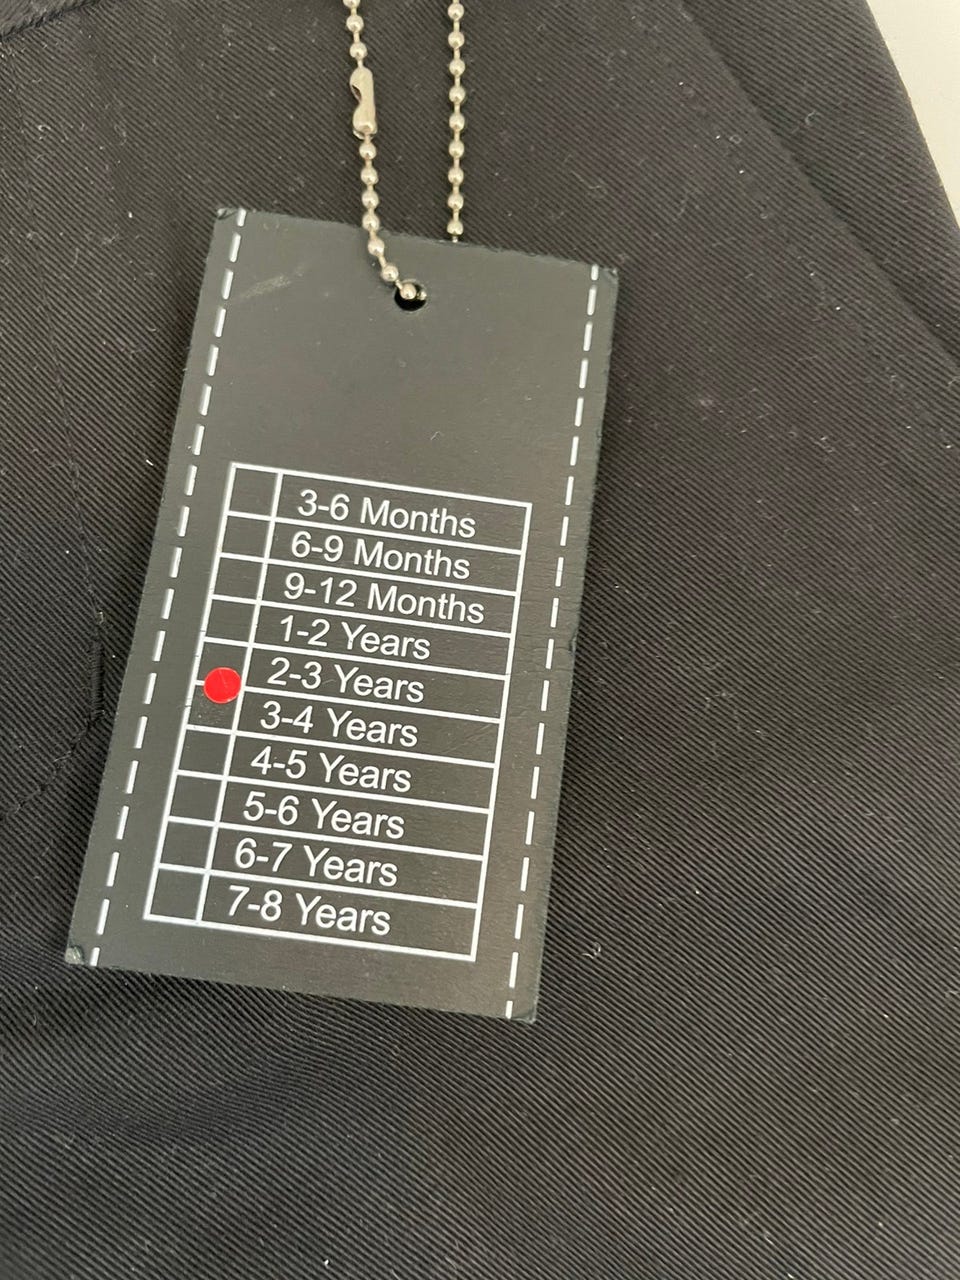 3-6 Months
6-9 Months
9-12 Months
1-2 Years
2-3 Years
3-4 Years
4-5 Years
5-6 Years
6-7 Years
7-8 Years